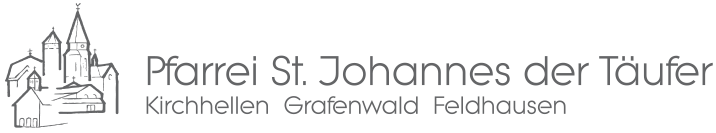 Pfarrei St. Johannes der Täufer
Kirchhellen Grafenwald Feldhausen